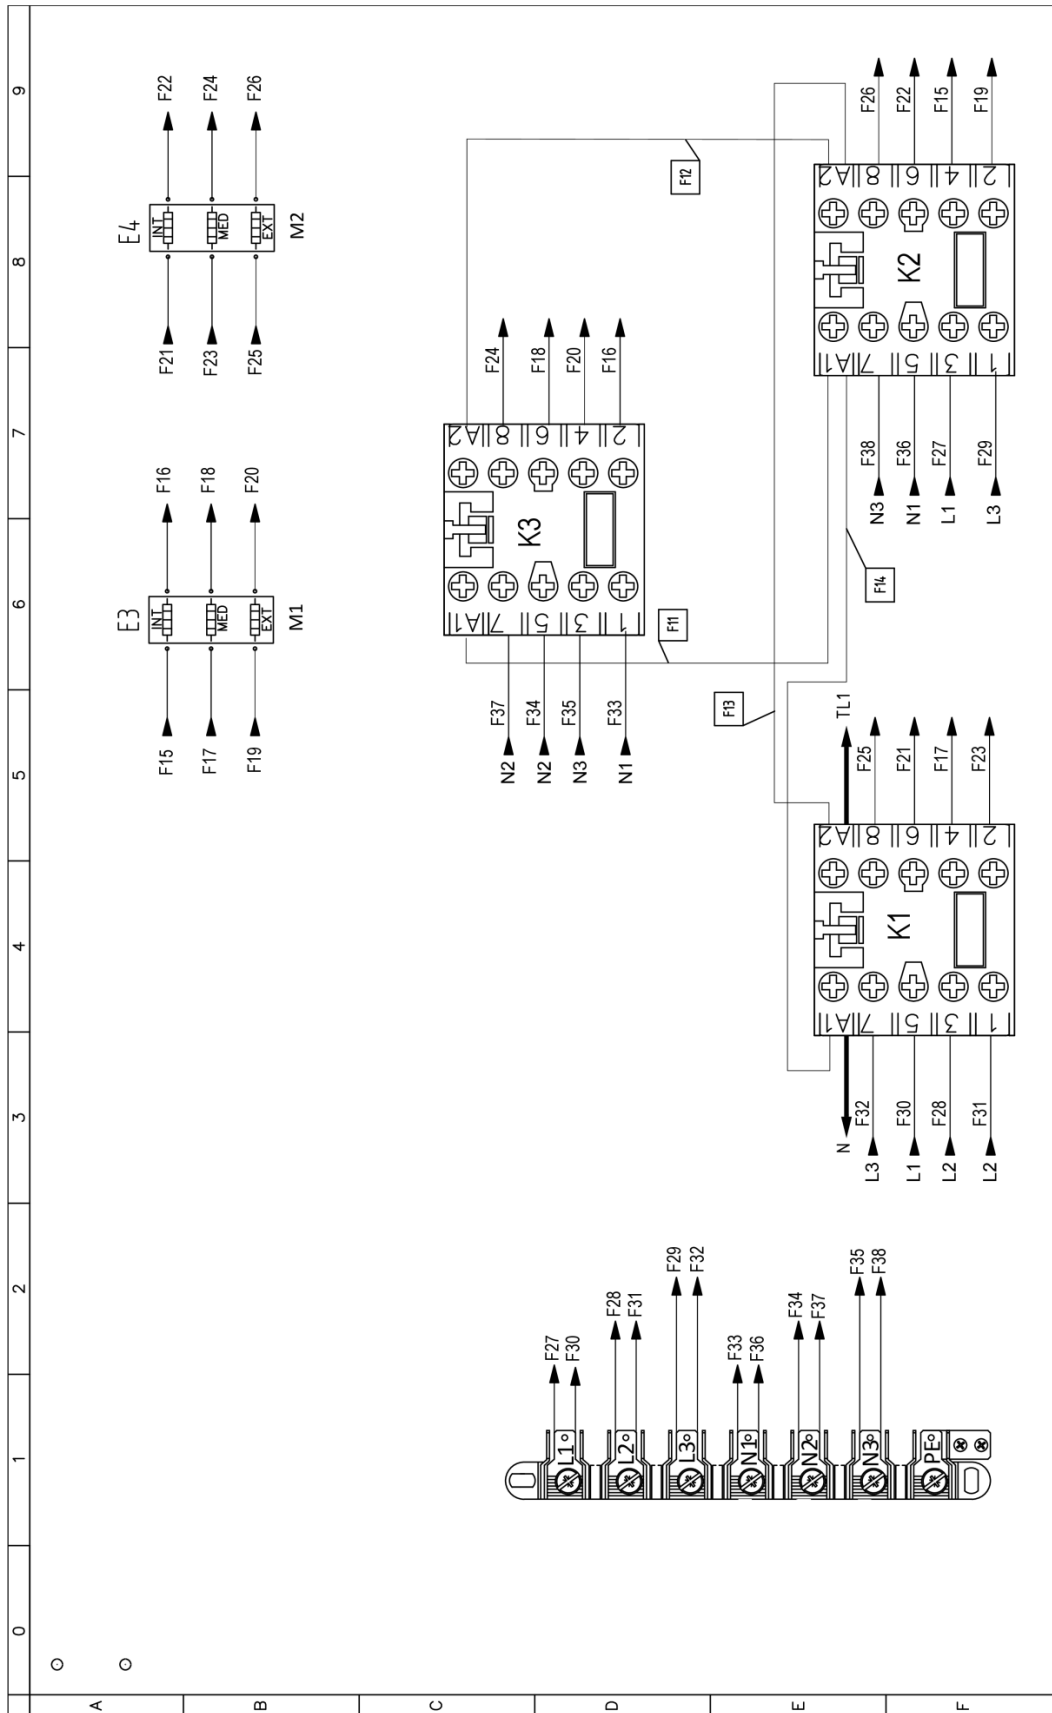 0 1 2 3 4 5 6 7 8 9
A
B
C
D
E
F
E3
INT
MED
EXT
M1
F15
F17
F19
F16
F18
F20
E4
INT
MED
EXT
M2
F21
F23
F25
F22
F24
F26
K3
A1 7 5 3 1
A2 8 6 4 2
N2 F37
N2 F34
N3 F35
N1 F33
F24
F18
F20
F16
F11
F12
F13
F14
L1
L2
L3
N1
N2
N3
PE
F27
F30
F28
F31
F29
F32
F33
F36
F34
F37
F35
F38
K1
A1 7 5 3 1
A2 8 6 4 2
N
L3 F32
L1 F30
L2 F28
L2 F31
TL1
F25
F21
F17
F23
K2
A1 7 5 3 1
A2 8 6 4 2
N3 F38
N1 F36
L1 F27
L3 F29
F26
F22
F15
F19